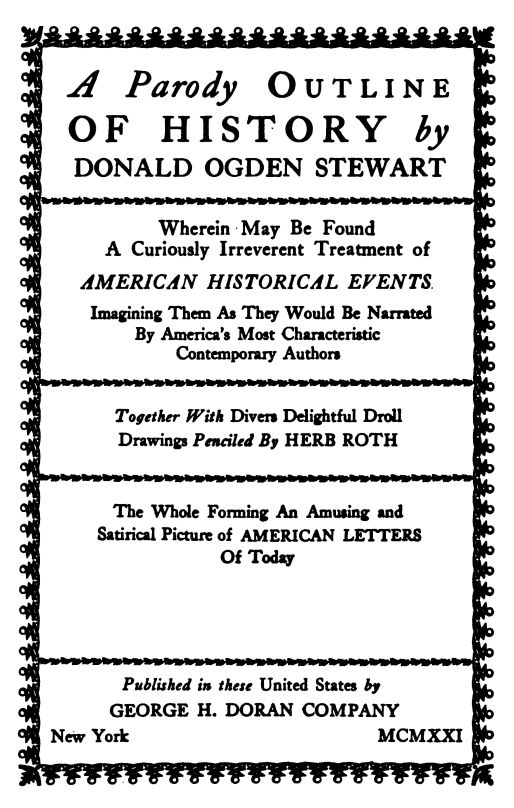 A Parody OUTLINE
OF HISTORY by
DONALD OGDEN STEWART
Wherein May Be Found
A Curiously Irreverent Treatment of
AMERICAN HISTORICAL EVENTS
Imagining Them As They Would Be Narrated
By America's Most Characteristic
Contemporary Authors
Together With Divers Delightful Droll
Drawings Penciled By HERB ROTH
The Whole Forming An Amusing and
Satirical Picture of AMERICAN LETTERS
Of Today
Published in these United States by
GEORGE H. DORAN COMPANY
New York MCMXXI